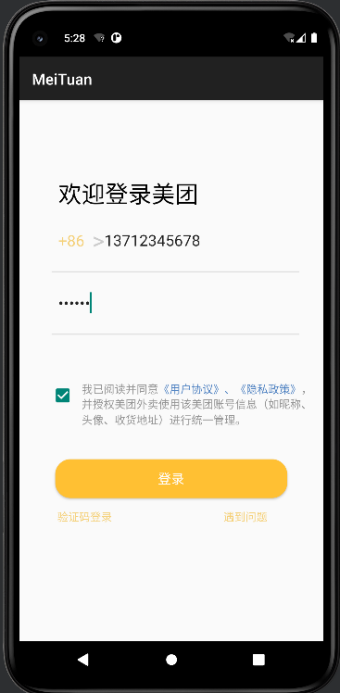 5:28
MeiTuan
欢迎登录美团
+86 >13712345678
••••••
我已阅读并同意《用户协议》、《隐私政策》，
并授权美团外卖使用该美团账号信息（如昵称、
头像、收货地址）进行统一管理。
登录
验证码登录 遇到问题